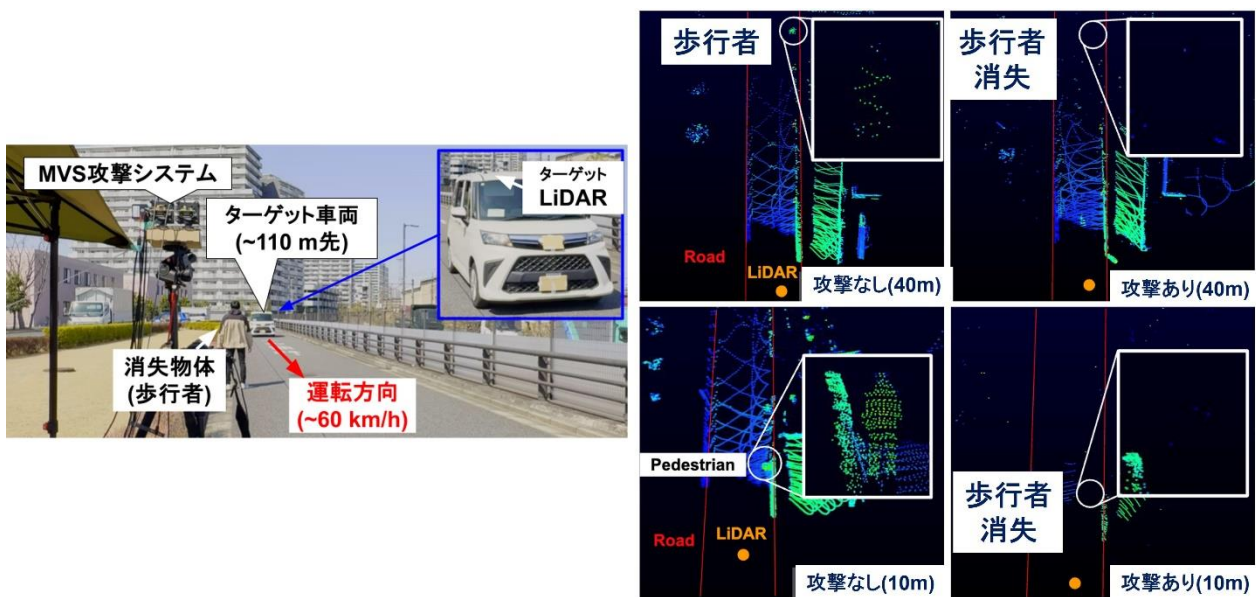 MVS攻撃システム
ターゲット車両
(~110 m先)
ターゲット
LiDAR
消失物体
(歩行者)
運転方向
(~60 km/h)
歩行者
Road
LiDAR
攻撃なし(40m)
歩行者
消失
攻撃あり(40m)
Pedestrian
Road
LiDAR
攻撃なし(10m)
歩行者
消失
攻撃あり(10m)